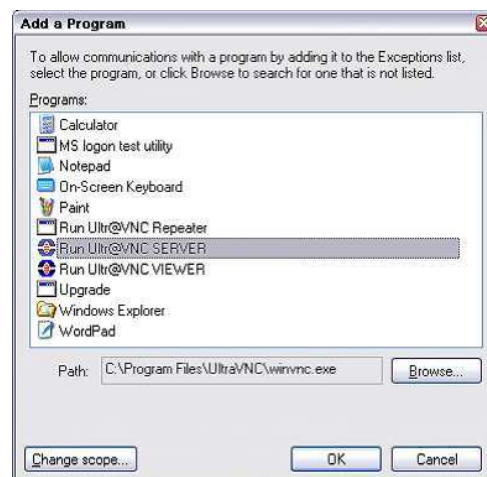 Add a Program
To allow communications with a program by adding it to the Exceptions list,
select the program, or click Browse to search for one that is not listed.
Programs:
Calculator
MS logon test utility
Notepad
On-Screen Keyboard
Paint
Run Ultr@VNC Repeater
Run Ultr@VNC SERVER
Run Ultr@VNC VIEWER
Upgrade
Windows Explorer
WordPad
Path: C:\Program Files\UltraVNC\winvnc.exe Browse...
Change scope... OK Cancel